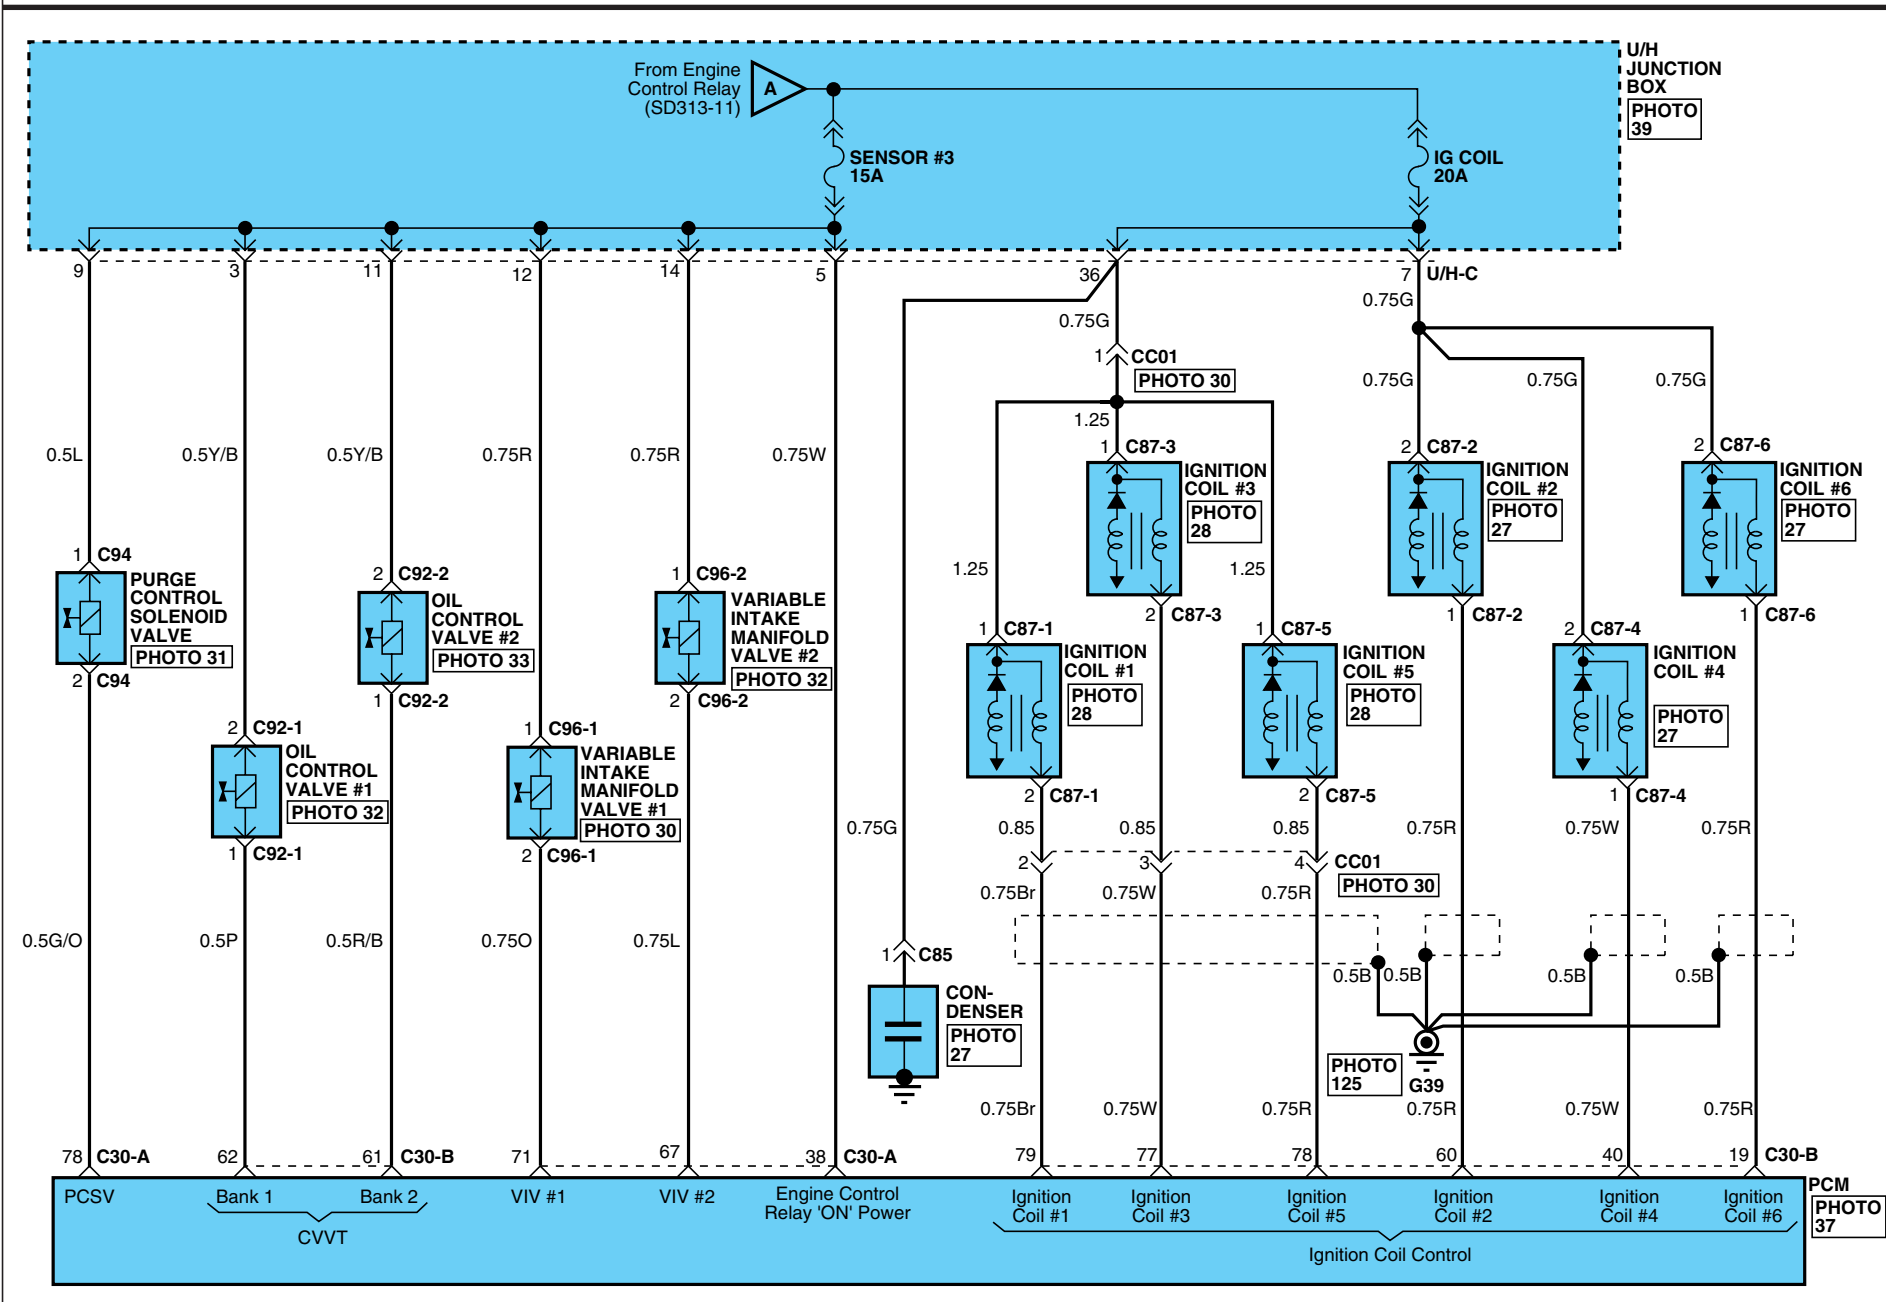 From Engine
Control Relay
(SD313-11)
A
U/H
JUNCTION
BOX
PHOTO
39
SENSOR #3
15A
IG COIL
20A
9
3
11
12
14
5
36
7
U/H-C
0.75G
0.75G
1
CC01
PHOTO 30
0.75G
0.75G
0.75G
1.25
0.5L
0.5Y/B
0.5Y/B
0.75R
0.75R
0.75W
1
C87-3
2
C87-2
2
C87-6
IGNITION
COIL #3
PHOTO
28
IGNITION
COIL #2
PHOTO
27
IGNITION
COIL #6
PHOTO
27
1
C94
PURGE
CONTROL
SOLENOID
VALVE
PHOTO 31
2
C94
2
C92-2
OIL
CONTROL
VALVE #2
PHOTO 33
1
C92-2
1
C96-2
VARIABLE
INTAKE
MANIFOLD
VALVE #2
PHOTO 32
2
C96-2
1.25
1.25
2
C87-3
1
C87-2
1
C87-6
1
C87-1
1
C87-5
2
C87-4
IGNITION
COIL #1
PHOTO
28
IGNITION
COIL #5
PHOTO
28
IGNITION
COIL #4
PHOTO
27
2
C92-1
OIL
CONTROL
VALVE #1
PHOTO 32
1
C92-1
1
C96-1
VARIABLE
INTAKE
MANIFOLD
VALVE #1
PHOTO 30
2
C96-1
2
C87-1
2
C87-5
1
C87-4
0.75G
0.85
0.85
0.85
0.75R
0.75W
0.75R
2
3
4
CC01
PHOTO 30
0.75Br
0.75W
0.75R
0.5G/O
0.5P
0.5R/B
0.75O
0.75L
1
C85
CON-
DENSER
PHOTO
27
0.5B
0.5B
0.5B
0.5B
PHOTO
125
G39
0.75Br
0.75W
0.75R
0.75R
0.75W
0.75R
78
C30-A
62
61
C30-B
71
67
38
C30-A
79
77
78
60
40
19
C30-B
PCSV
Bank 1
Bank 2
CVVT
VIV #1
VIV #2
Engine Control
Relay 'ON' Power
Ignition
Coil #1
Ignition
Coil #3
Ignition
Coil #5
Ignition
Coil #2
Ignition
Coil #4
Ignition
Coil #6
Ignition Coil Control
PCM
PHOTO
37